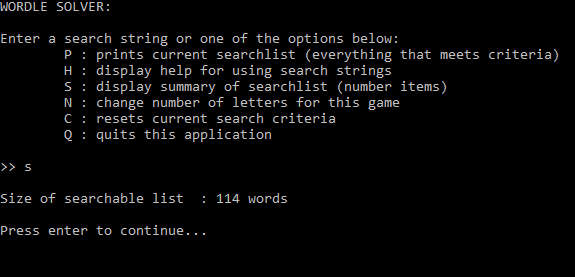 WORDLE SOLVER:
Enter a search string or one of the options below:
P : prints current searchlist (everything that meets criteria)
H : display help for using search strings
S : display summary of searchlist (number items)
N : change number of letters for this game
C : resets current search criteria
Q : quits this application
>> s
Size of searchable list  : 114 words
Press enter to continue...